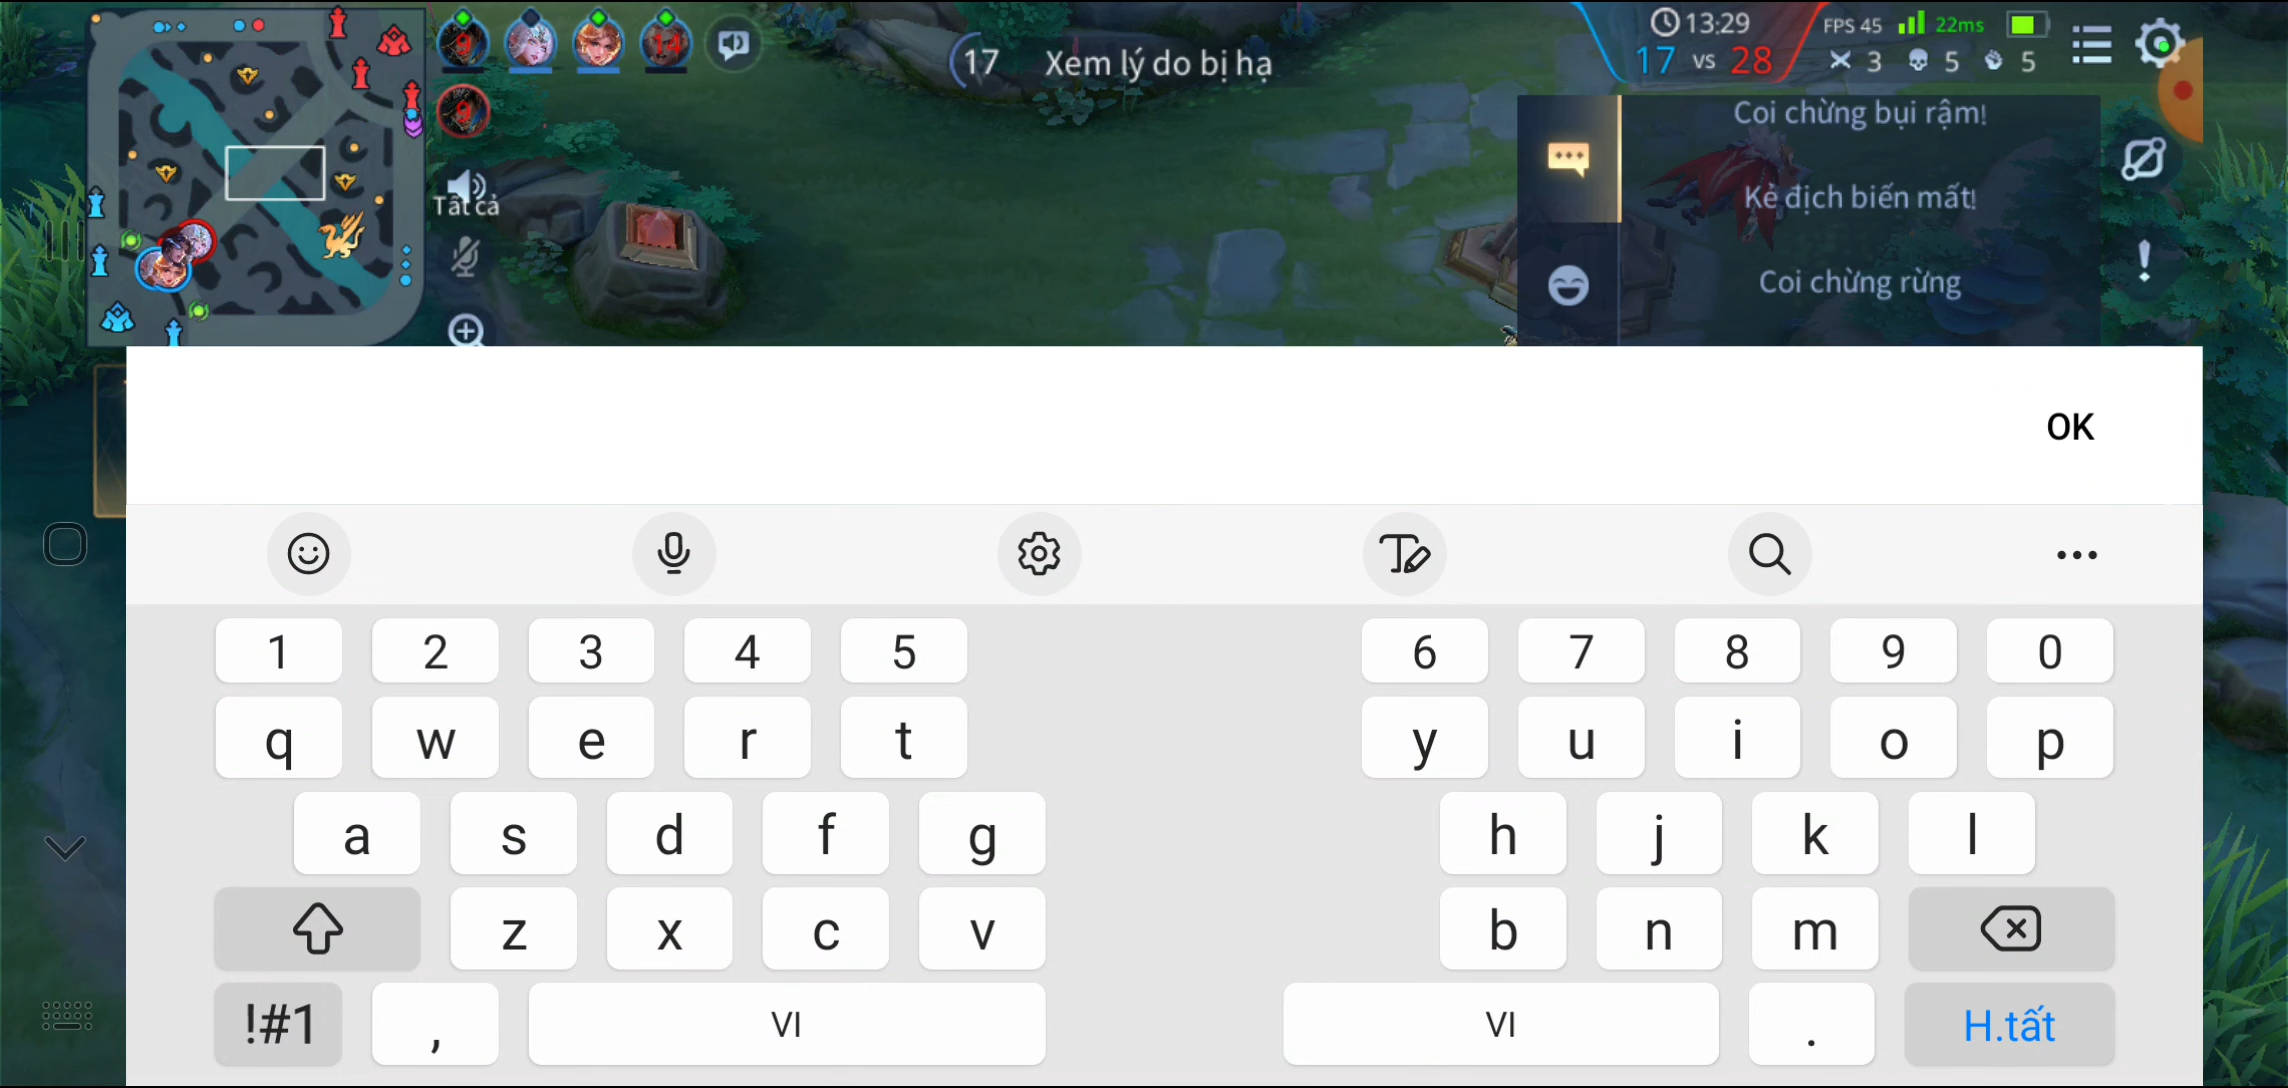 13:29
FPS 45 22ms
17 vs 28
3 5 5
14
17 Xem lý do bị hạ
Tất cả
Coi chừng bụi rậm!
Kẻ địch biến mất!
Coi chừng rừng
OK
1 2 3 4 5 6 7 8 9 0
q w e r t y u i o p
a s d f g h j k l
z x c v b n m
!#1 , VI VI . H.tất